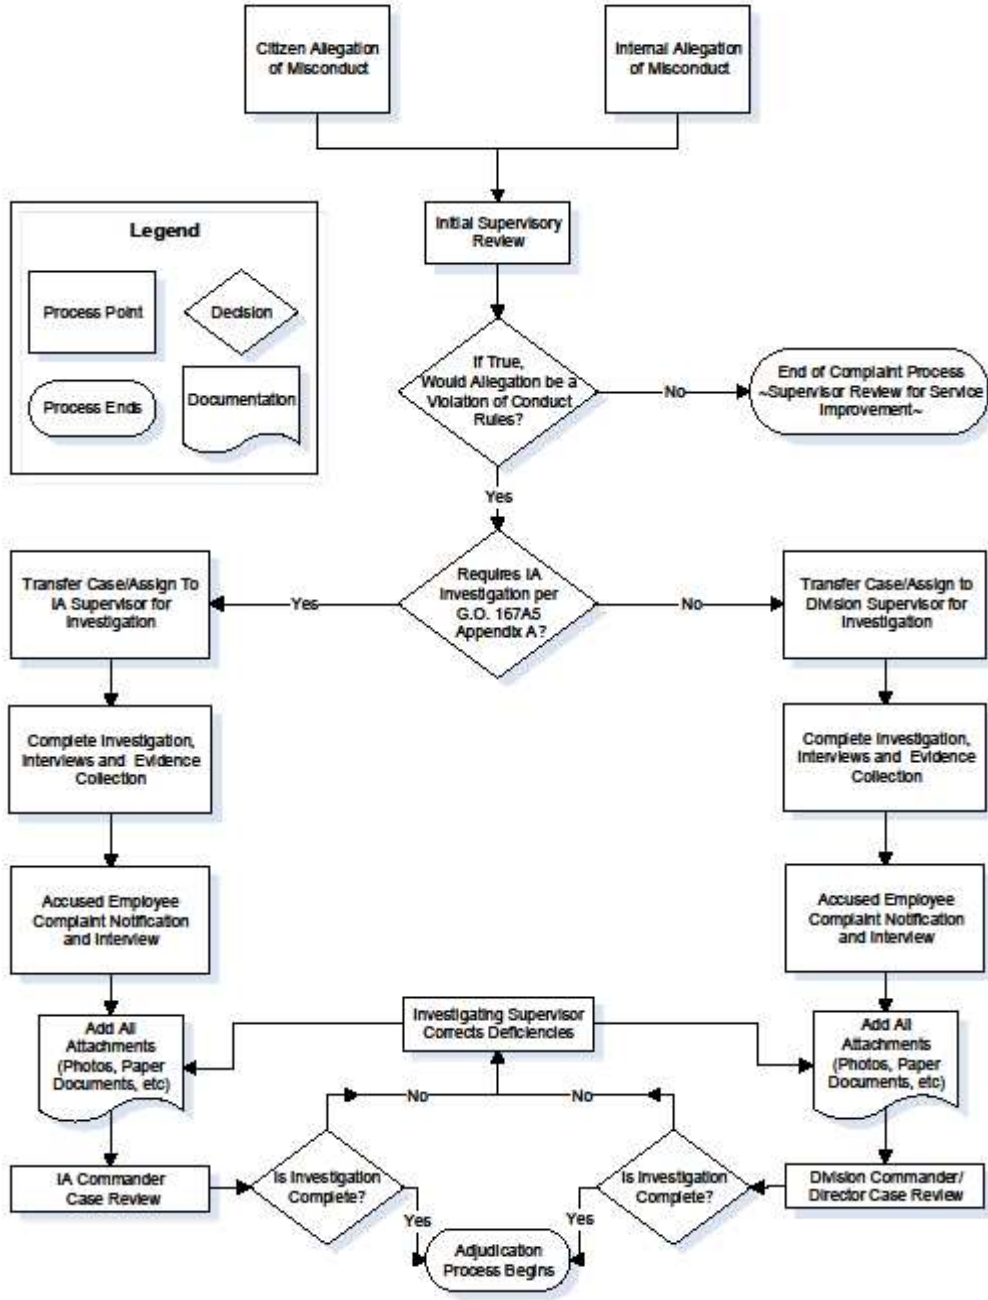 Citizen Allegation
of Misconduct
Internal Allegation
of Misconduct
Initial Supervisory
Review
Legend
Process Point
Decision
Process Ends
Documentation
If True,
Would Allegation be a
Violation of Conduct
Rules?
No
End of Complaint Process
~Supervisor Review for Service
Improvement~
Yes
Requires IA
Investigation per
G.O. 167A5
Appendix A?
Yes
No
Transfer Case/Assign To
IA Supervisor for
Investigation
Transfer Case/Assign to
Division Supervisor for
Investigation
Complete Investigation,
Interviews and Evidence
Collection
Complete Investigation,
Interviews and Evidence
Collection
Accused Employee
Complaint Notification
and Interview
Accused Employee
Complaint Notification
and Interview
Add All
Attachments
(Photos, Paper
Documents, etc)
Investigating Supervisor
Corrects Deficiencies
Add All
Attachments
(Photos, Paper
Documents, etc)
No
No
IA Commander
Case Review
Is Investigation
Complete?
Is Investigation
Complete?
Division Commander/
Director Case Review
Yes
Yes
Adjudication
Process Begins